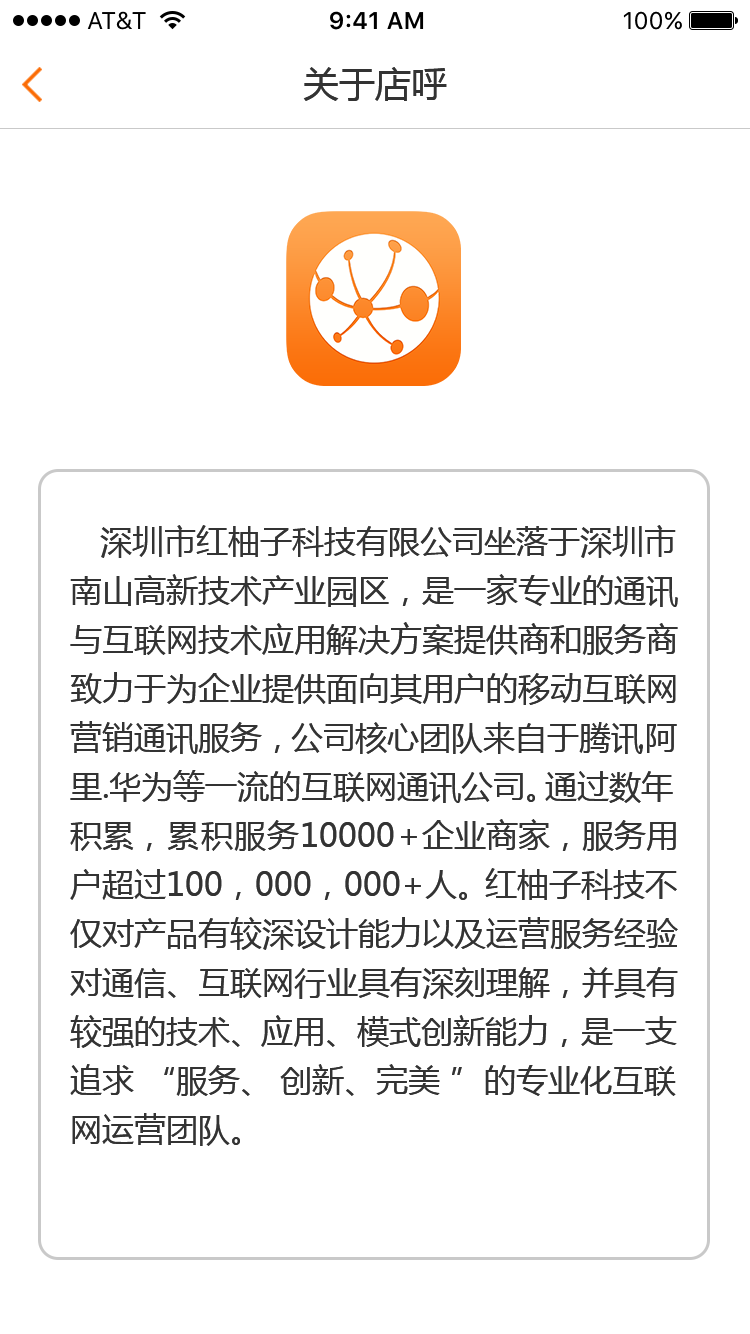 AT&T 9:41 AM 100%
关于店呼
深圳市红柚子科技有限公司坐落于深圳市
南山高新技术产业园区，是一家专业的通讯
与互联网技术应用解决方案提供商和服务商
致力于为企业提供面向其用户的移动互联网
营销通讯服务，公司核心团队来自于腾讯.阿
里.华为等一流的互联网通讯公司。通过数年
积累，累积服务10000+企业商家，服务用
户超过100，000，000+人。红柚子科技不
仅对产品有较深设计能力以及运营服务经验
对通信、互联网行业具有深刻理解，并具有
较强的技术、应用、模式创新能力，是一支
追求 “服务、 创新、完美 ” 的专业化互联
网运营团队。